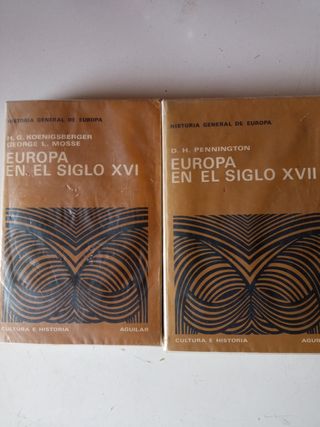 HISTORIA GENERAL DE EUROPA
H. G. KOENIGSBERGER
GEORGE L. MOSSE
EUROPA
EN EL SIGLO XVI
CULTURA E HISTORIA AGUILAR
HISTORIA GENERAL DE EUROPA
D. H. PENNINGTON
EUROPA
EN EL SIGLO XVII
CULTURA E HISTORIA AGUI